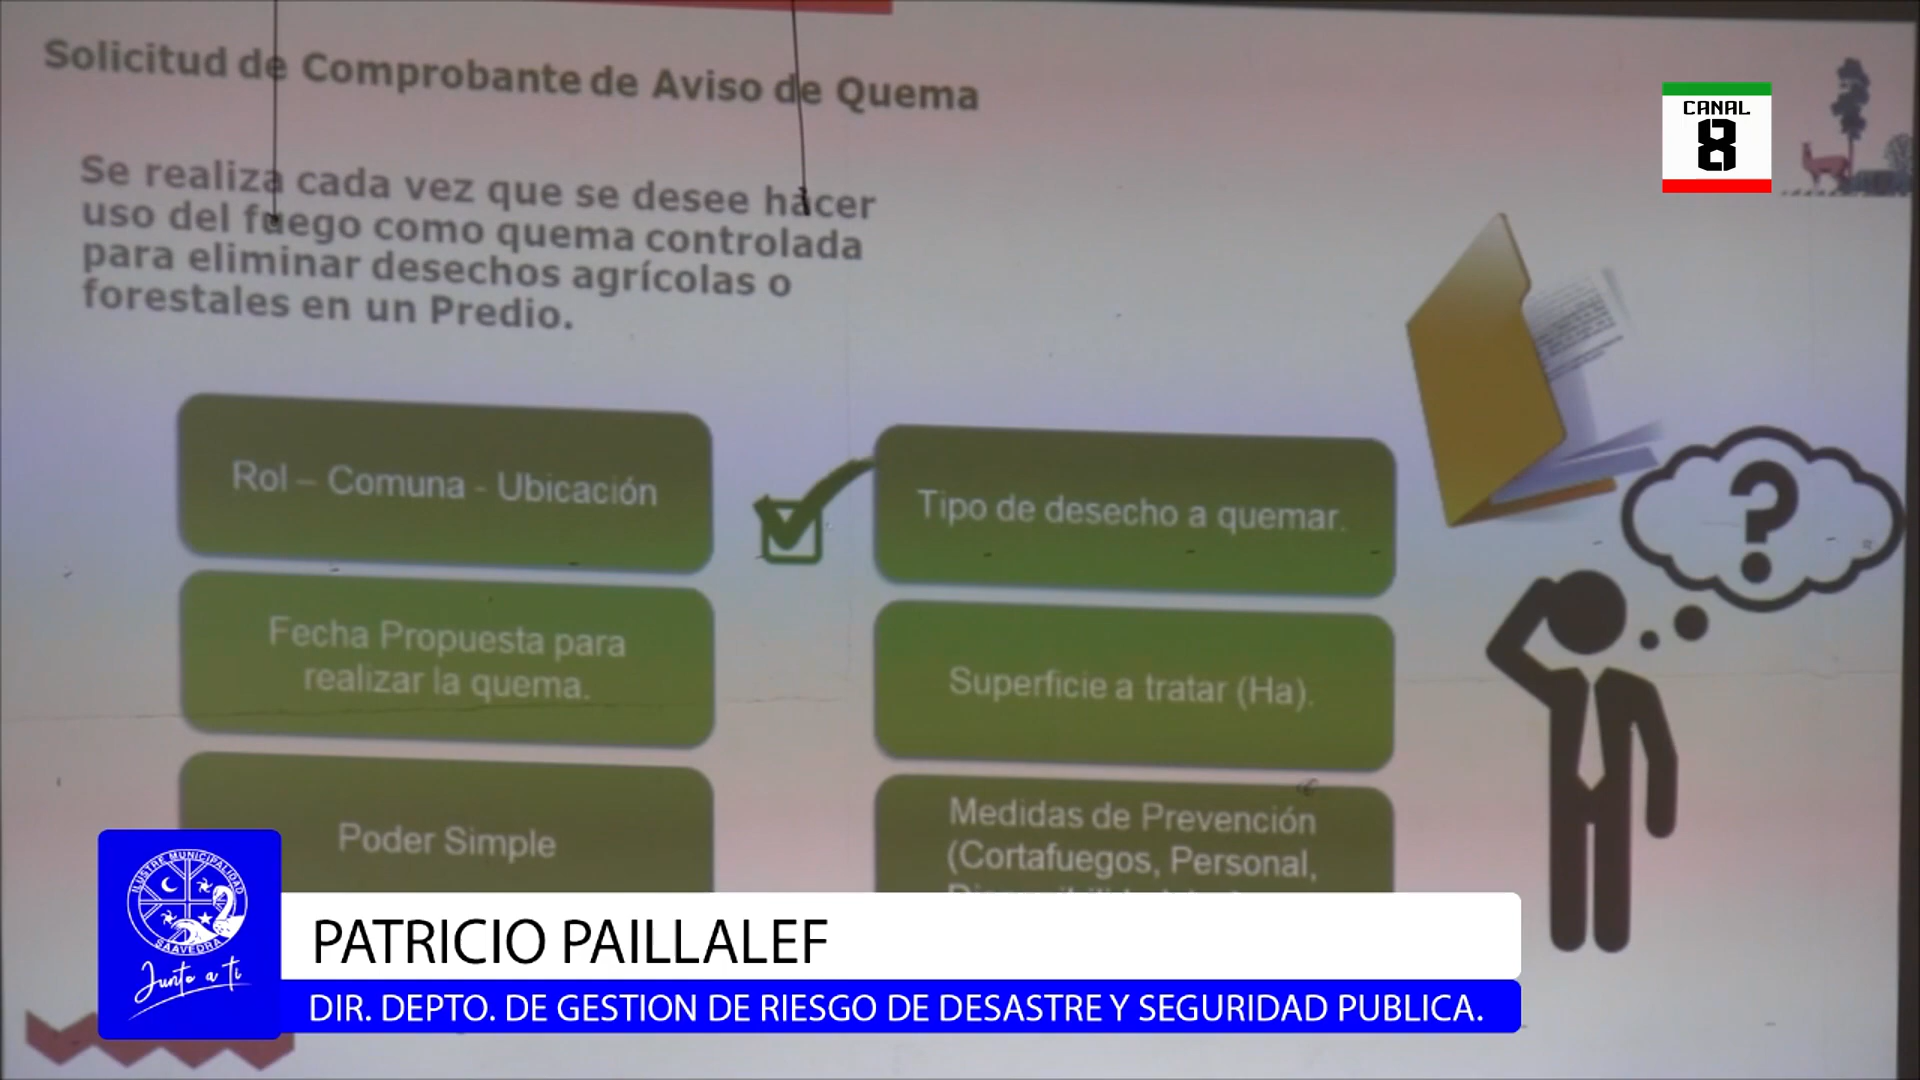 Solicitud de Comprobante de Aviso de Quema
CANAL
8
Se realiza cada vez que se desee hacer
uso del fuego como quema controlada
para eliminar desechos agrícolas o
forestales en un Predio.
Rol – Comuna - Ubicación
Tipo de desecho a quemar.
?
Fecha Propuesta para
realizar la quema.
Superficie a tratar (Ha).
Poder Simple
Medidas de Prevención
(Cortafuegos, Personal,
ILUSTRE MUNICIPALIDAD
SAAVEDRA
Junto a ti
PATRICIO PAILLALEF
DIR. DEPTO. DE GESTION DE RIESGO DE DESASTRE Y SEGURIDAD PUBLICA.